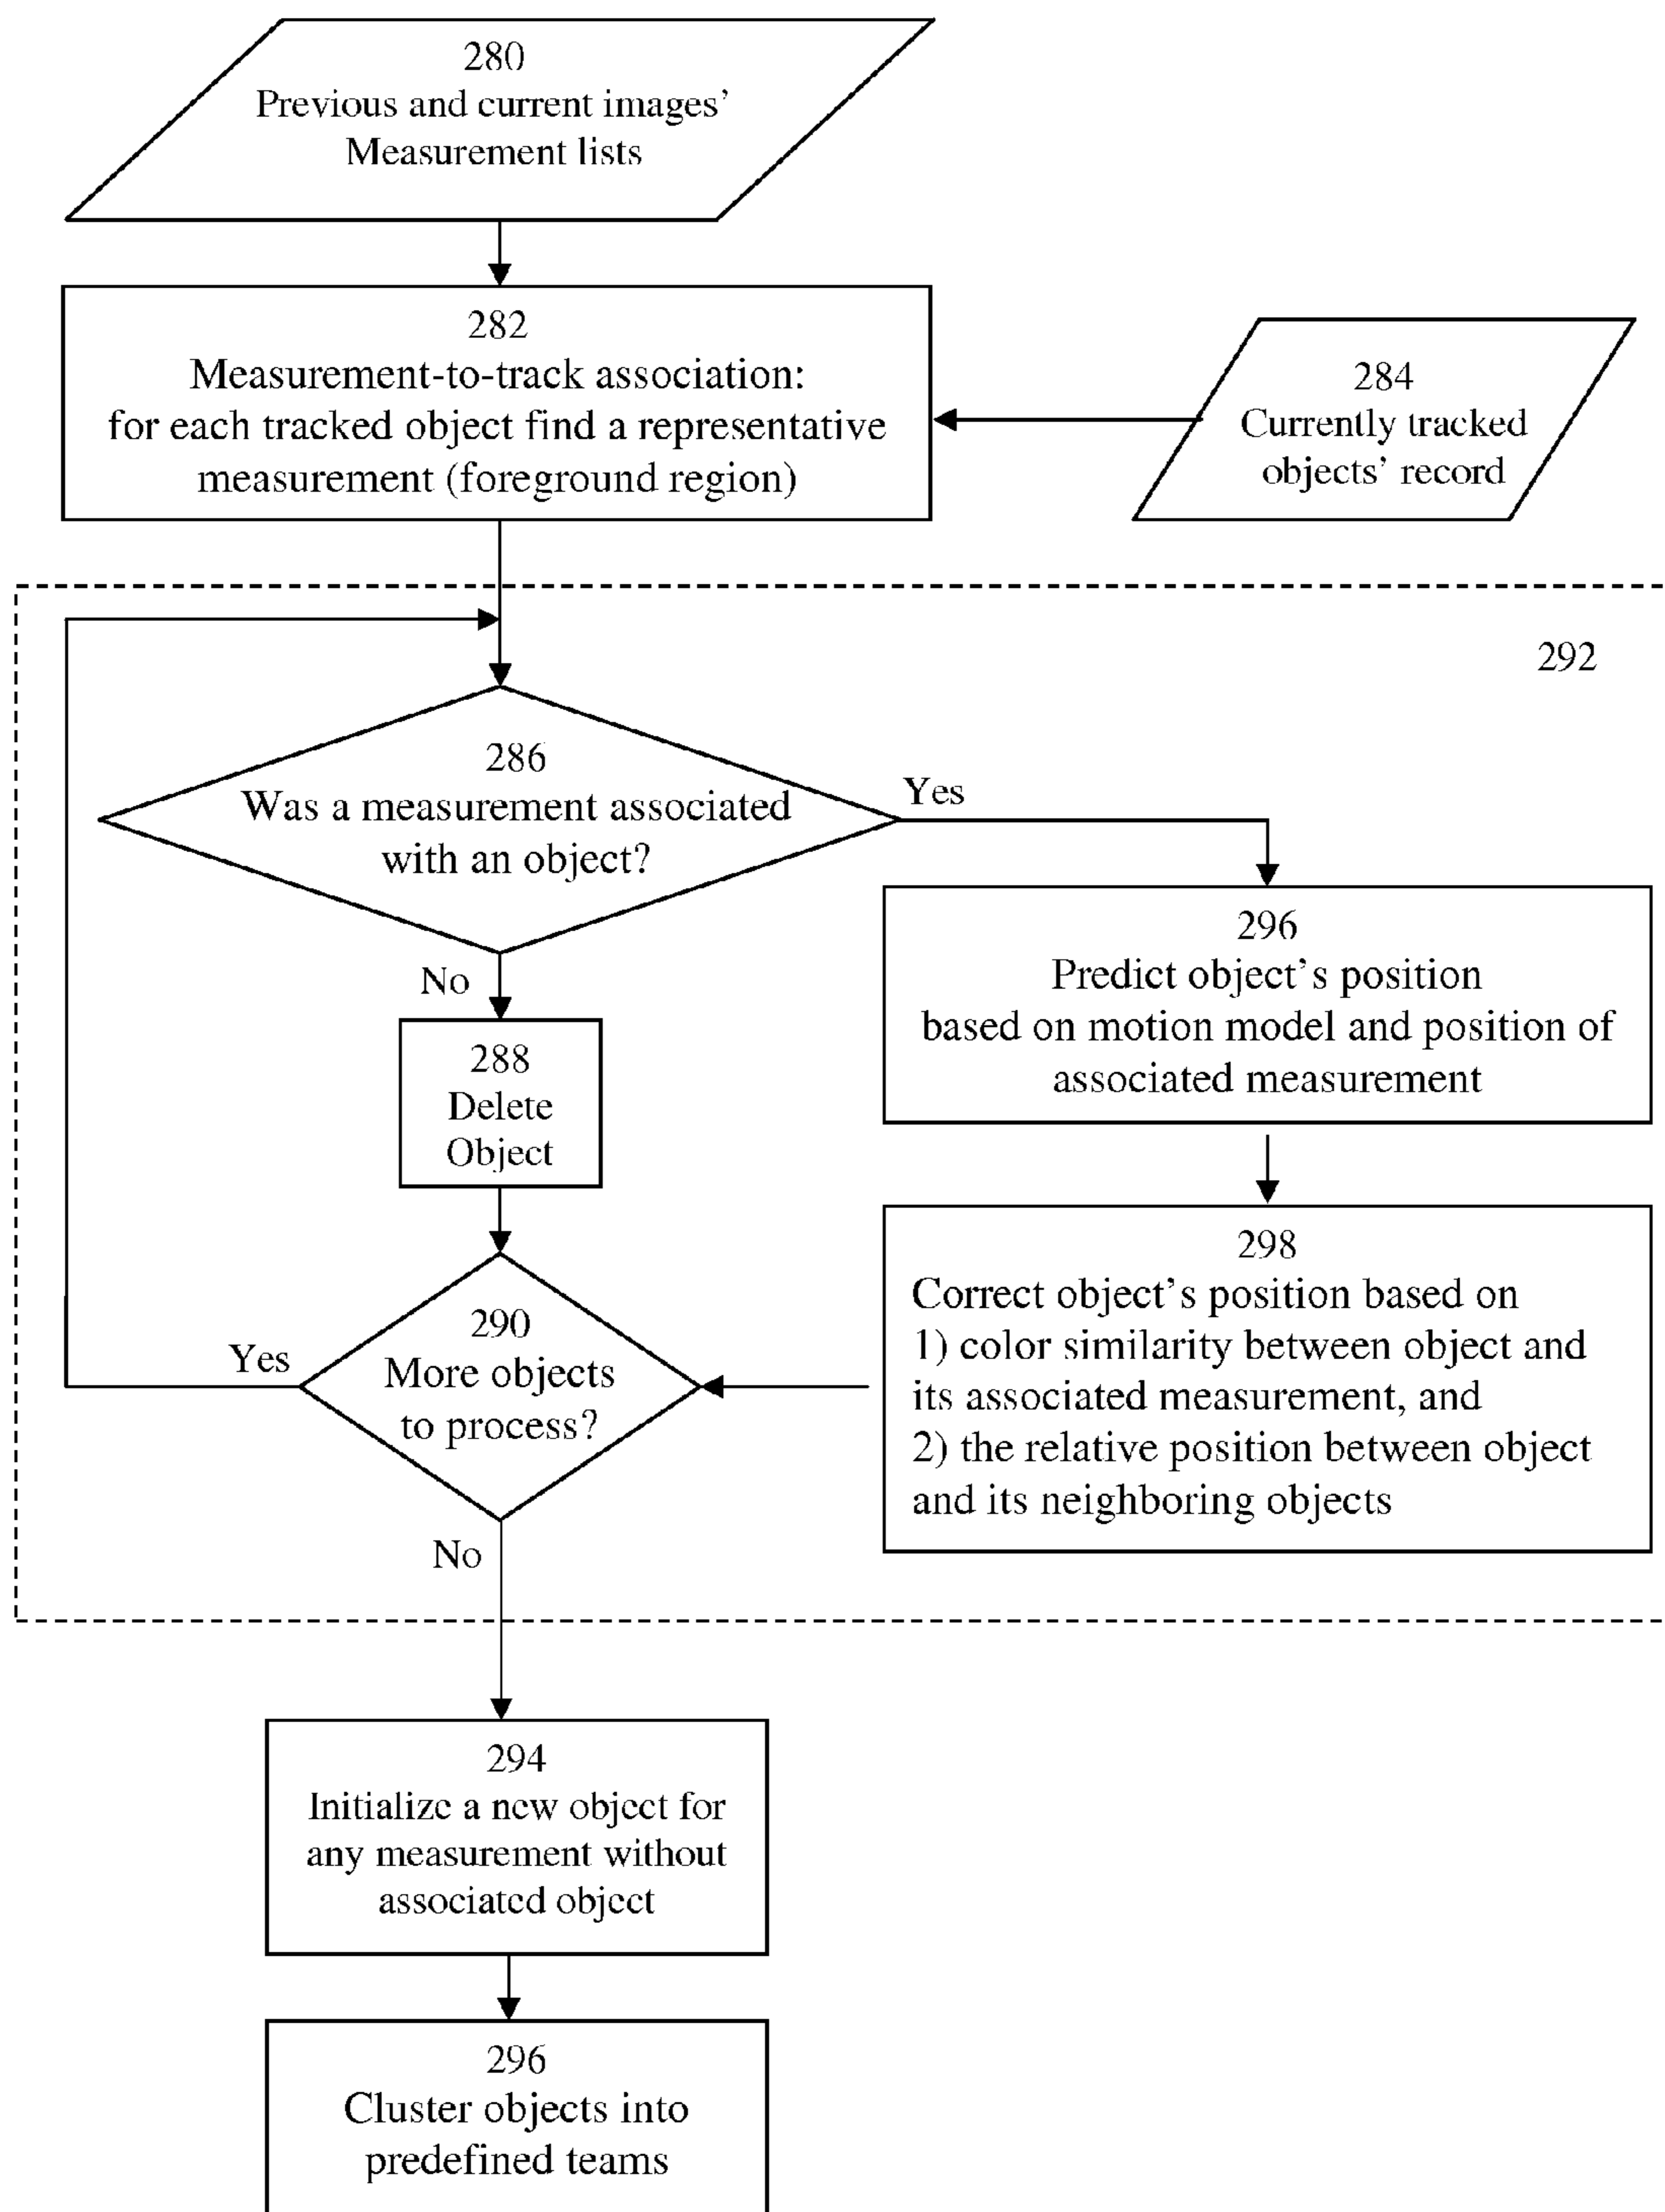 280
Previous and current images'
Measurement lists
282
Measurement-to-track association:
for each tracked object find a representative
measurement (foreground region)
284
Currently tracked
objects' record
292
286
Was a measurement associated
with an object?
Yes
No
296
Predict object's position
based on motion model and position of
associated measurement
288
Delete
Object
298
Correct object's position based on
1) color similarity between object and
its associated measurement, and
2) the relative position between object
and its neighboring objects
290
More objects
to process?
Yes
No
294
Initialize a new object for
any measurement without
associated object
296
Cluster objects into
predefined teams